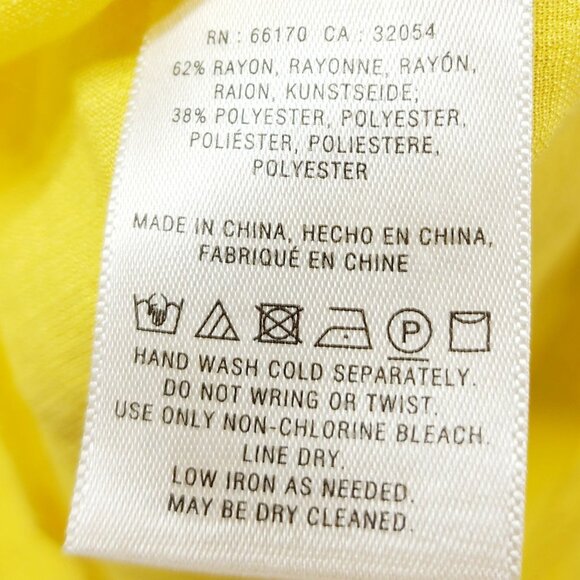 RN : 66170 CA : 32054
62% RAYON, RAYONNE, RAYÓN,
RAION, KUNSTSEIDE;
38% POLYESTER, POLYESTER,
POLIÉSTER, POLIESTERE,
POLYESTER
MADE IN CHINA, HECHO EN CHINA,
FABRIQUÉ EN CHINE
P
HAND WASH COLD SEPARATELY.
DO NOT WRING OR TWIST.
USE ONLY NON-CHLORINE BLEACH.
LINE DRY.
LOW IRON AS NEEDED.
MAY BE DRY CLEANED.